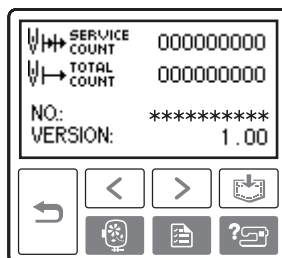 SERVICE COUNT 000000000
TOTAL COUNT 000000000
NO.: **********
VERSION: 1.00
?